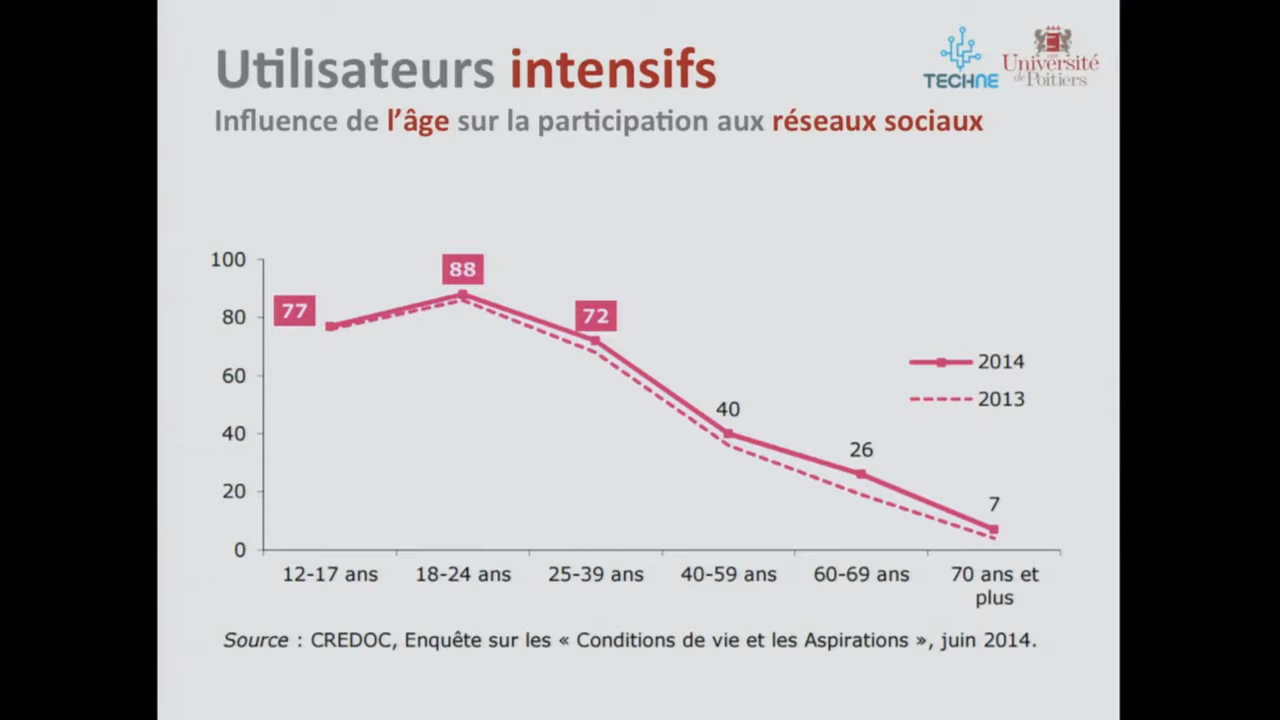 Utilisateurs intensifs
Influence de l'âge sur la participation aux réseaux sociaux
TECHNE
Université
de Poitiers
100
80
60
40
20
0
77
88
72
40
26
7
2014
2013
12-17 ans
18-24 ans
25-39 ans
40-59 ans
60-69 ans
70 ans et
plus
Source : CREDOC, Enquête sur les « Conditions de vie et les Aspirations », juin 2014.